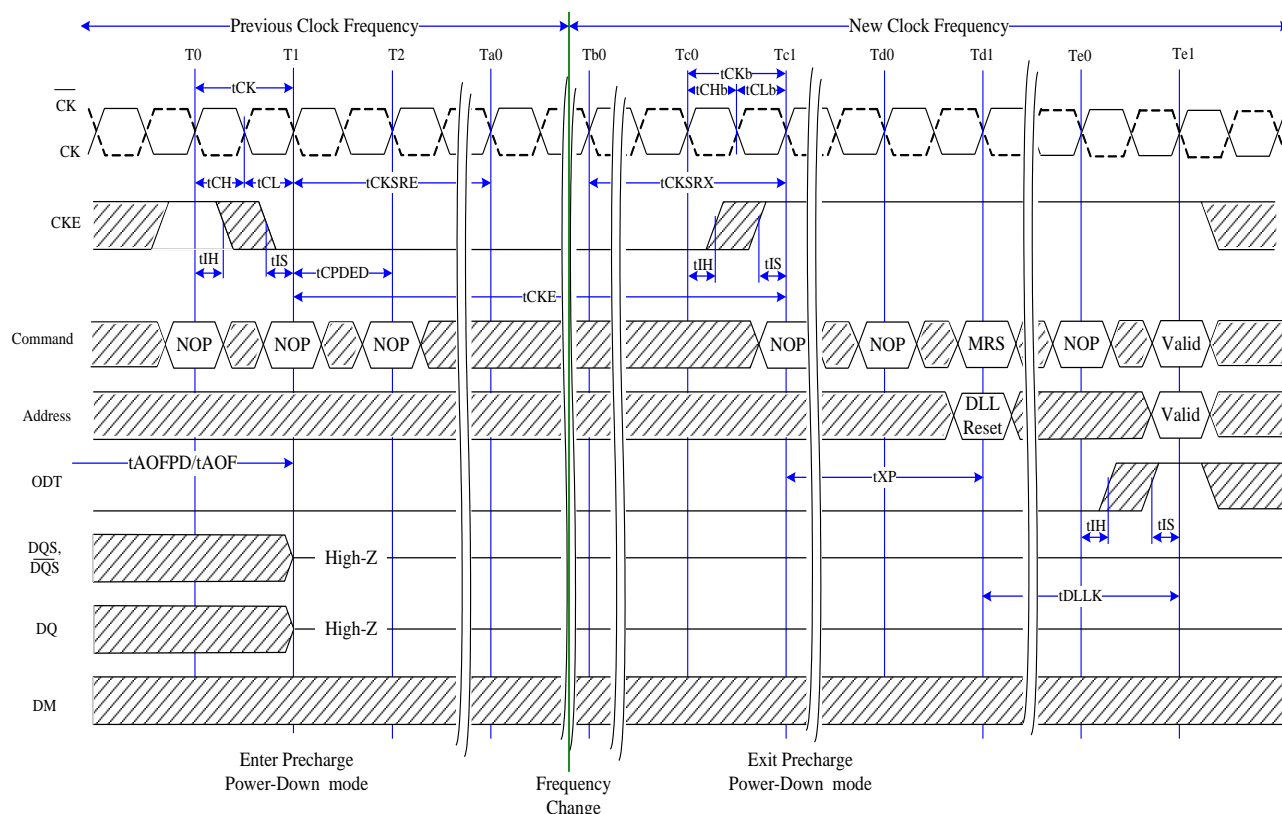 Previous Clock Frequency New Clock Frequency
T0 T1 T2 Ta0 Tb0 Tc0 Tc1 Td0 Td1 Te0 Te1
tCK tCKb
tCHb tCLb
CK
CK
tCH tCL tCKSRE tCKSRX
CKE
tIH tIS tCPDED tIH tIS
tCKE
Command NOP NOP NOP NOP NOP MRS NOP Valid
Address DLL Reset Valid
tAOFPD/tAOF
ODT tXP
tIH tIS
DQS,
DQS High-Z
tDLLK
DQ High-Z
DM
Enter Precharge
Power-Down mode
Frequency
Change
Exit Precharge
Power-Down mode